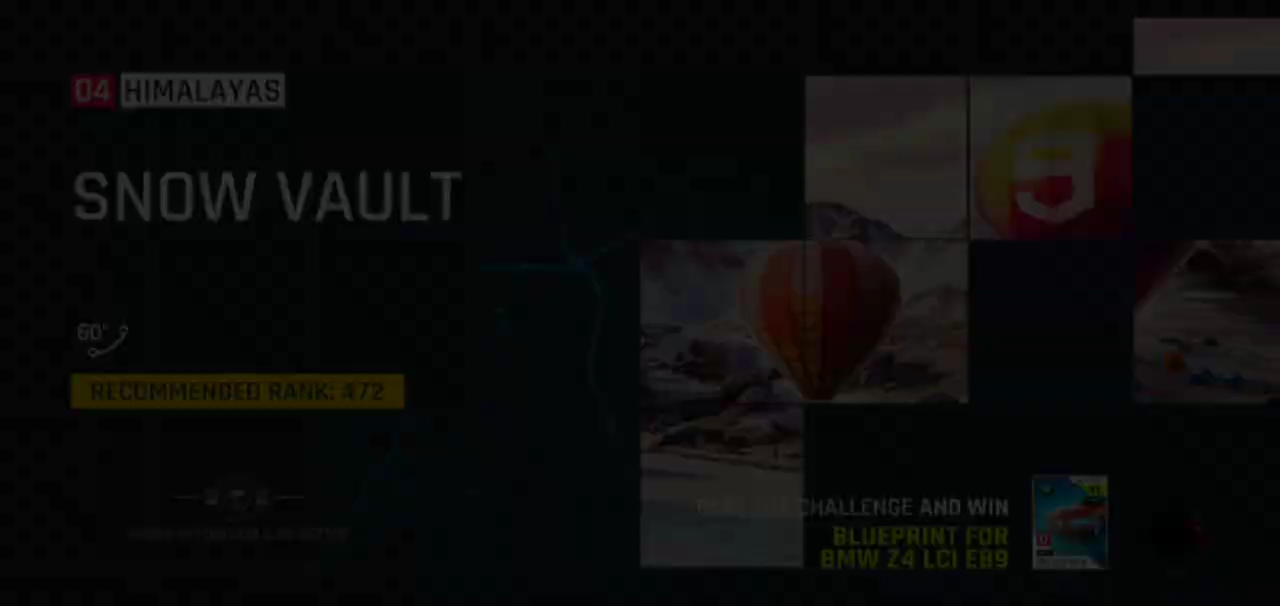 04 HIMALAYAS
SNOW VAULT
60°
RECOMMENDED RANK: 472
CHALLENGE AND WIN
BLUEPRINT FOR
BMW Z4 LCI E89